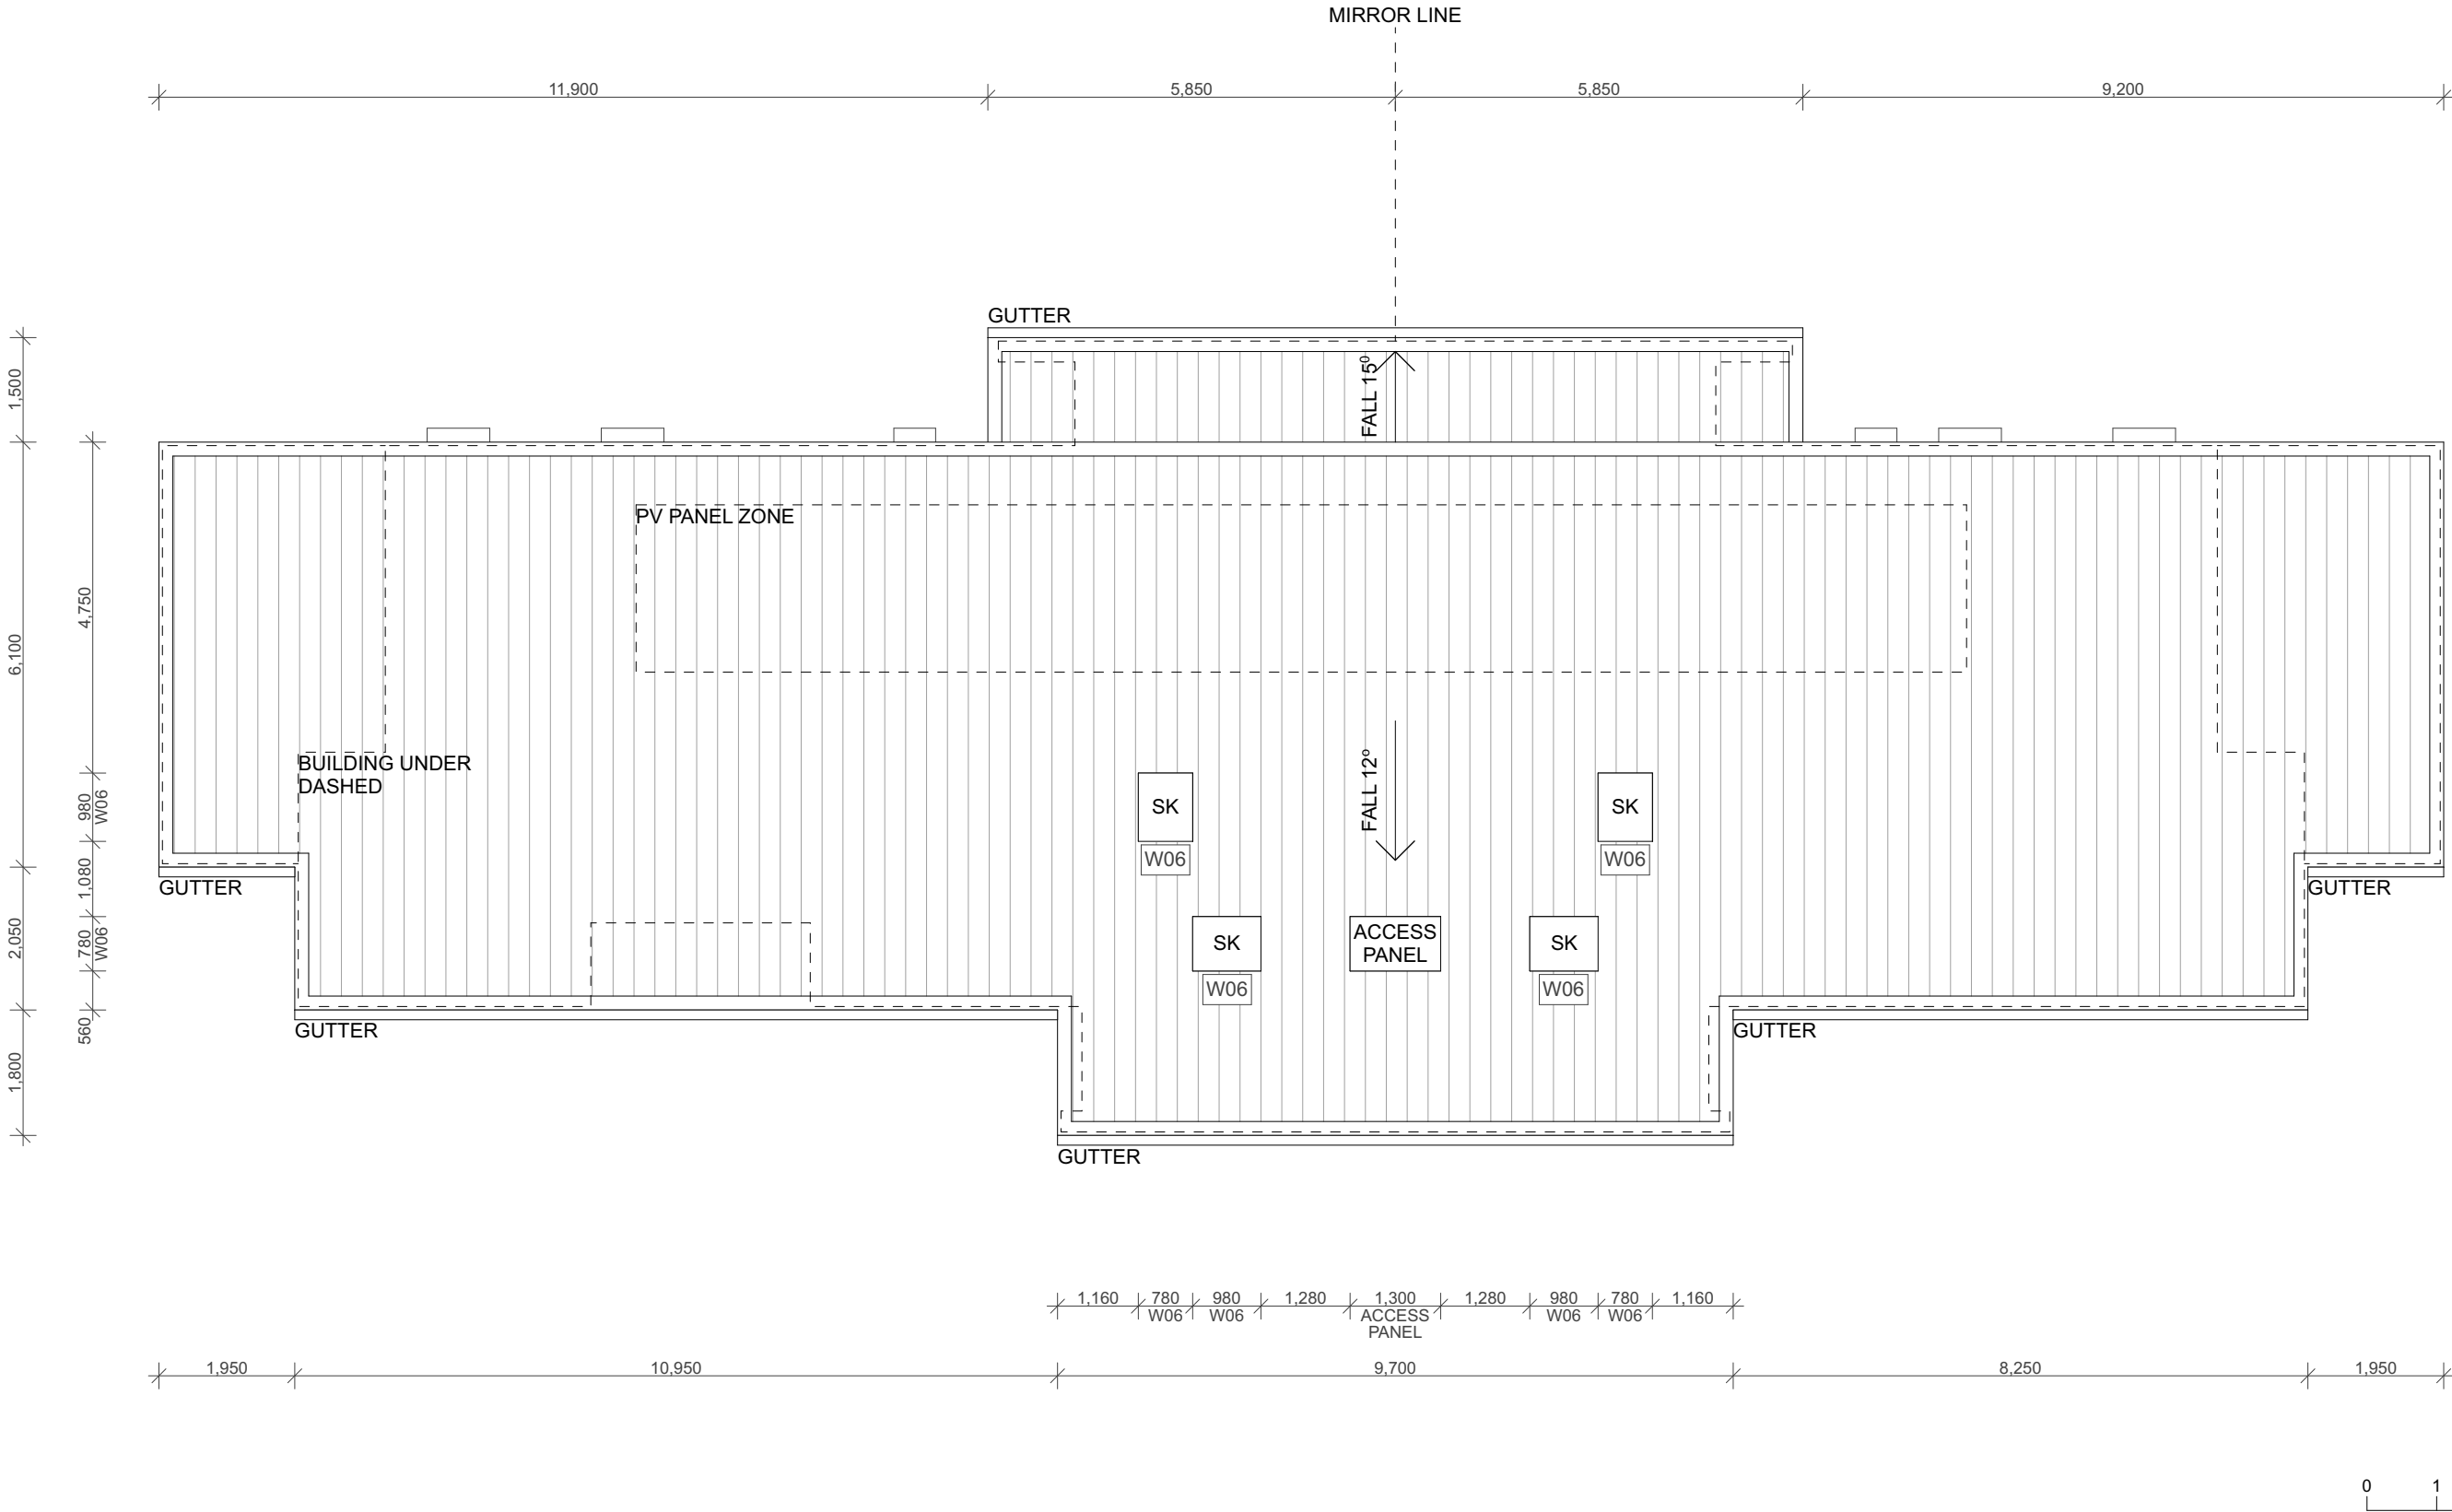 MIRROR LINE
11,900
5,850
5,850
9,200
GUTTER
1,500
FALL 15⁰
PV PANEL ZONE
4,750
6,100
BUILDING UNDER
DASHED
FALL 12º
SK
SK
980
W06
W06
W06
GUTTER
GUTTER
1,080
2,050
780
W06
SK
ACCESS
PANEL
SK
W06
W06
GUTTER
GUTTER
560
1,800
GUTTER
1,160
780
W06
980
W06
1,280
1,300
ACCESS
PANEL
1,280
980
W06
780
W06
1,160
1,950
10,950
9,700
8,250
1,950
0
1